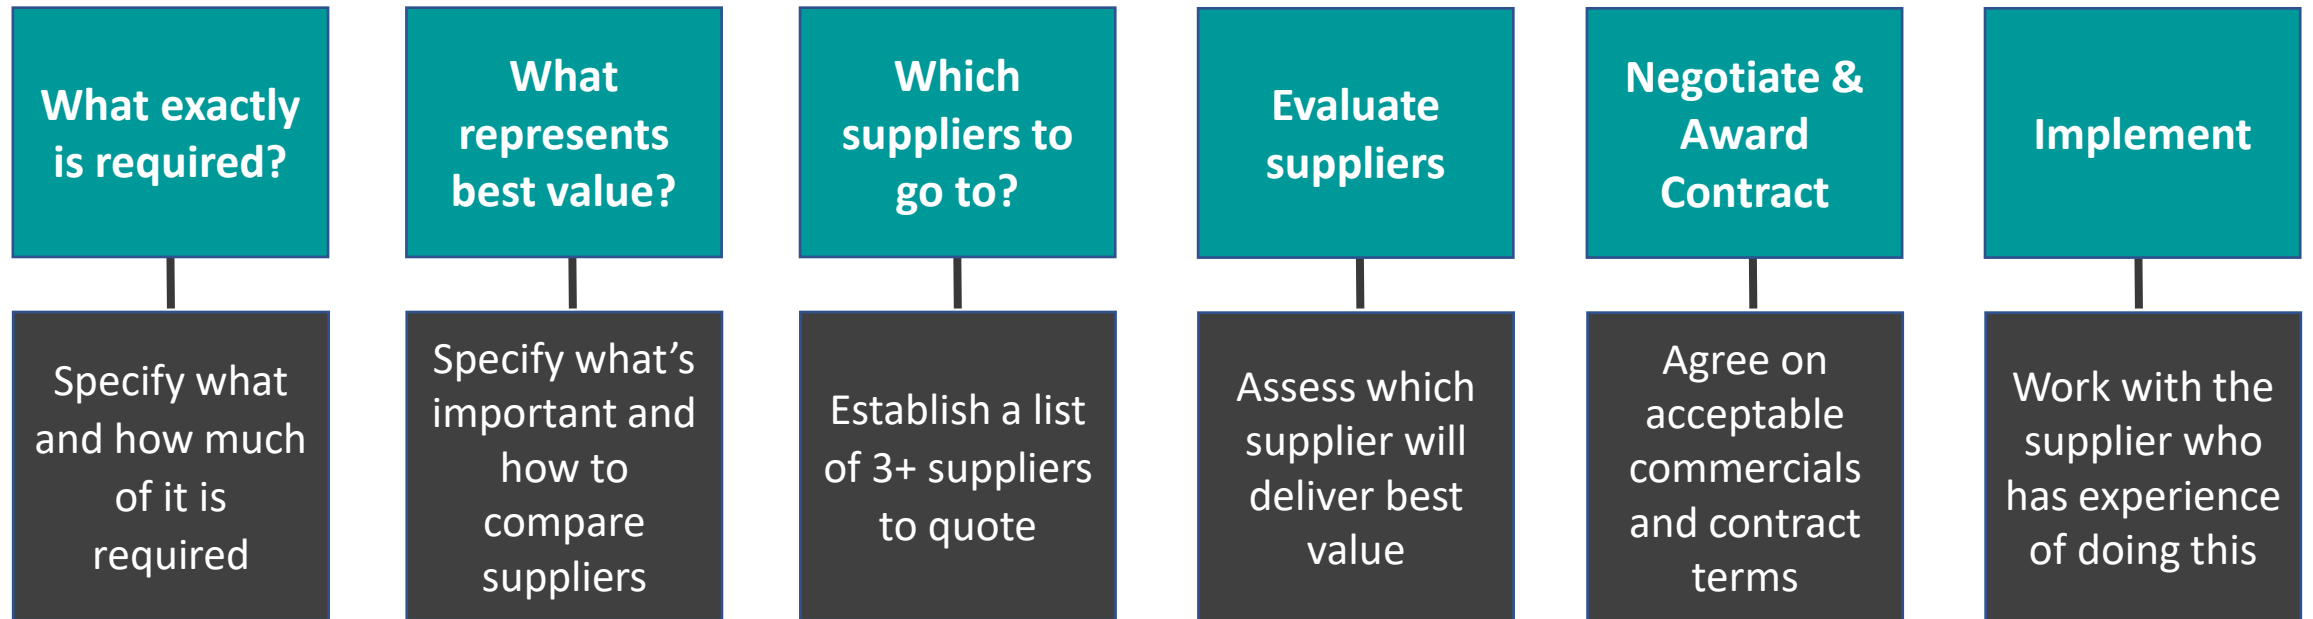 What exactly
is required?
Specify what
and how much
of it is
required
What
represents
best value?
Specify what’s
important and
how to
compare
suppliers
Which
suppliers to
go to?
Establish a list
of 3+ suppliers
to quote
Evaluate
suppliers
Assess which
supplier will
deliver best
value
Negotiate &
Award
Contract
Agree on
acceptable
commercials
and contract
terms
Implement
Work with the
supplier who
has experience
of doing this